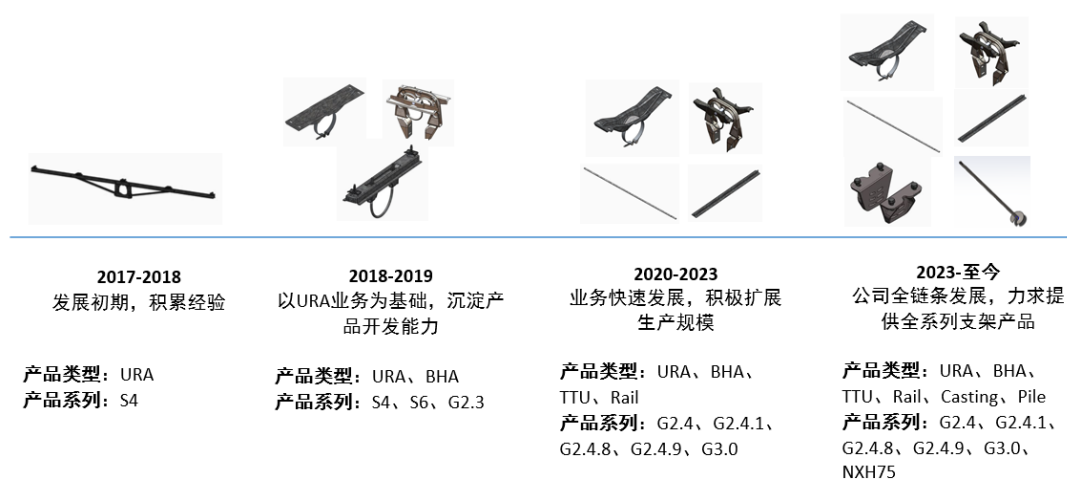 2017-2018
发展初期，积累经验
产品类型：URA
产品系列：S4
2018-2019
以URA业务为基础，沉淀产
品开发能力
产品类型：URA、BHA
产品系列：S4、S6、G2.3
2020-2023
业务快速发展，积极扩展
生产规模
产品类型：URA、BHA、
TTU、Rail
产品系列：G2.4、G2.4.1、
G2.4.8、G2.4.9、G3.0
2023-至今
公司全链条发展，力求提
供全系列支架产品
产品类型：URA、BHA、
TTU、Rail、Casting、Pile
产品系列：G2.4、G2.4.1、
G2.4.8、G2.4.9、G3.0、
NXH75